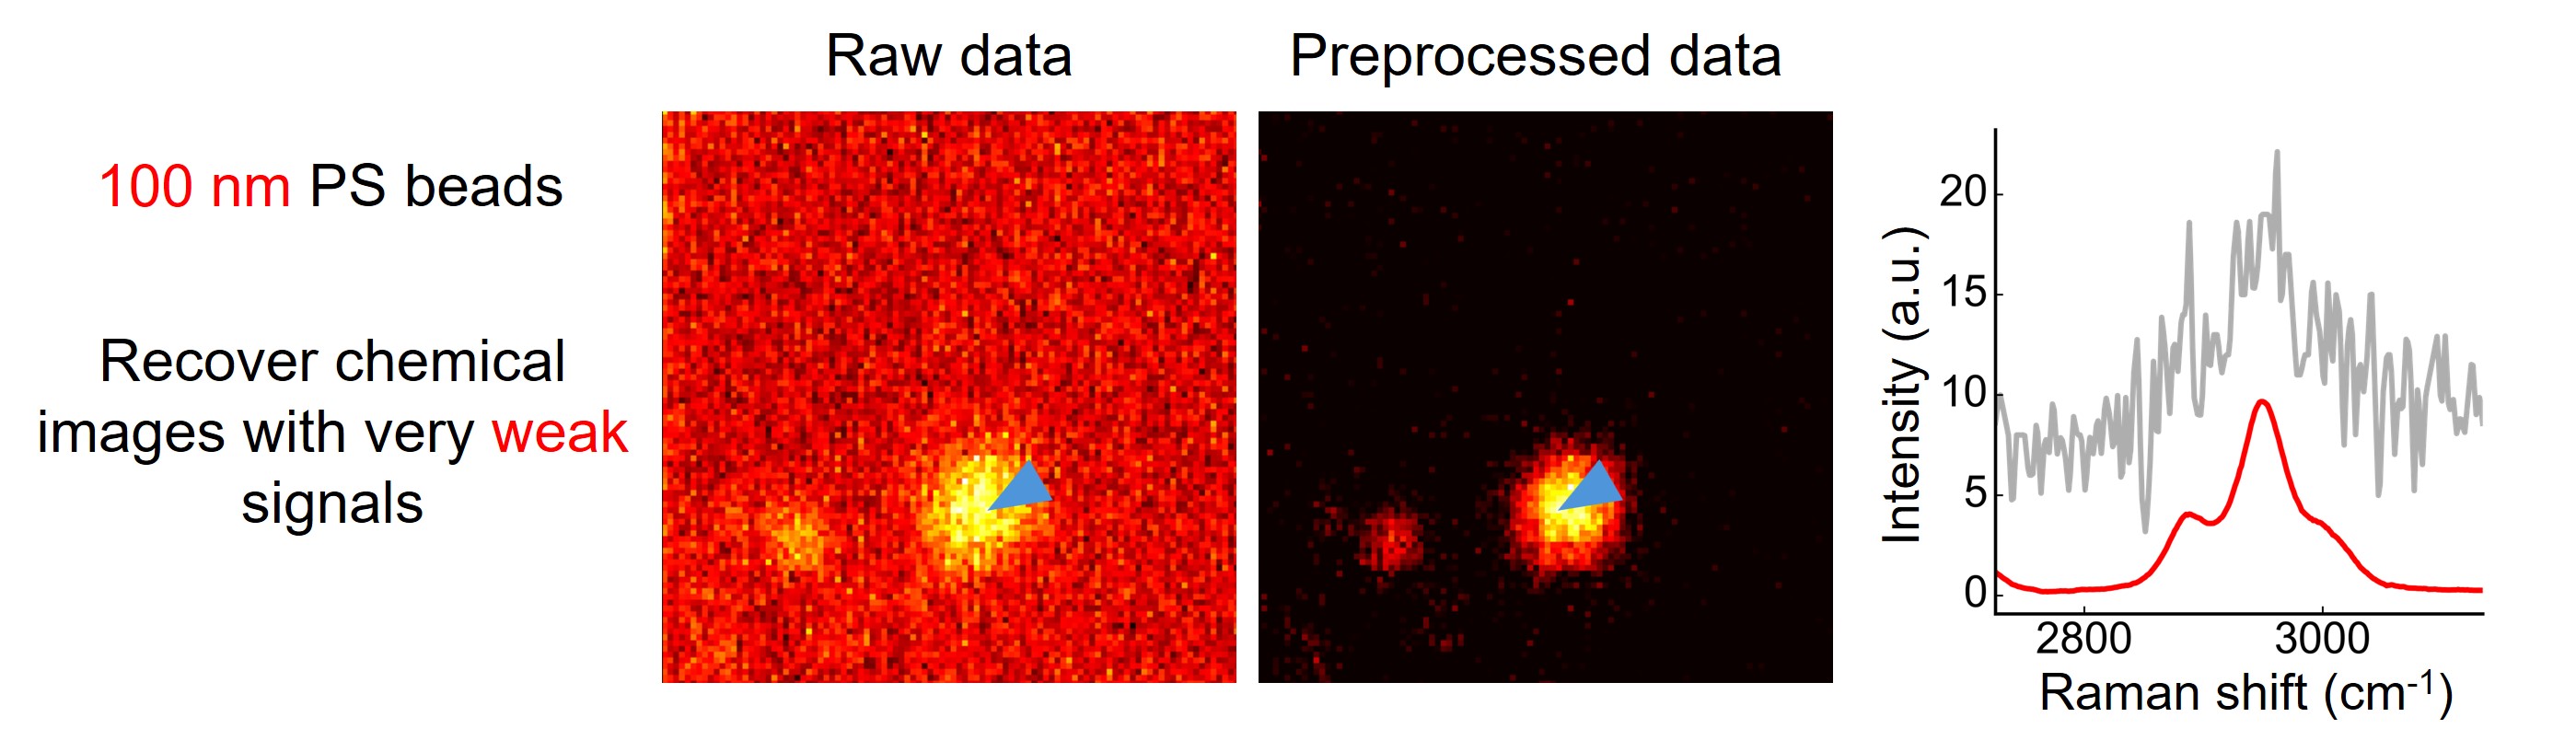 Raw data
Preprocessed data
100 nm PS beads
Recover chemical
images with very weak
signals
Intensity (a.u.)
20
15
10
5
0
2800
3000
Raman shift (cm⁻¹)